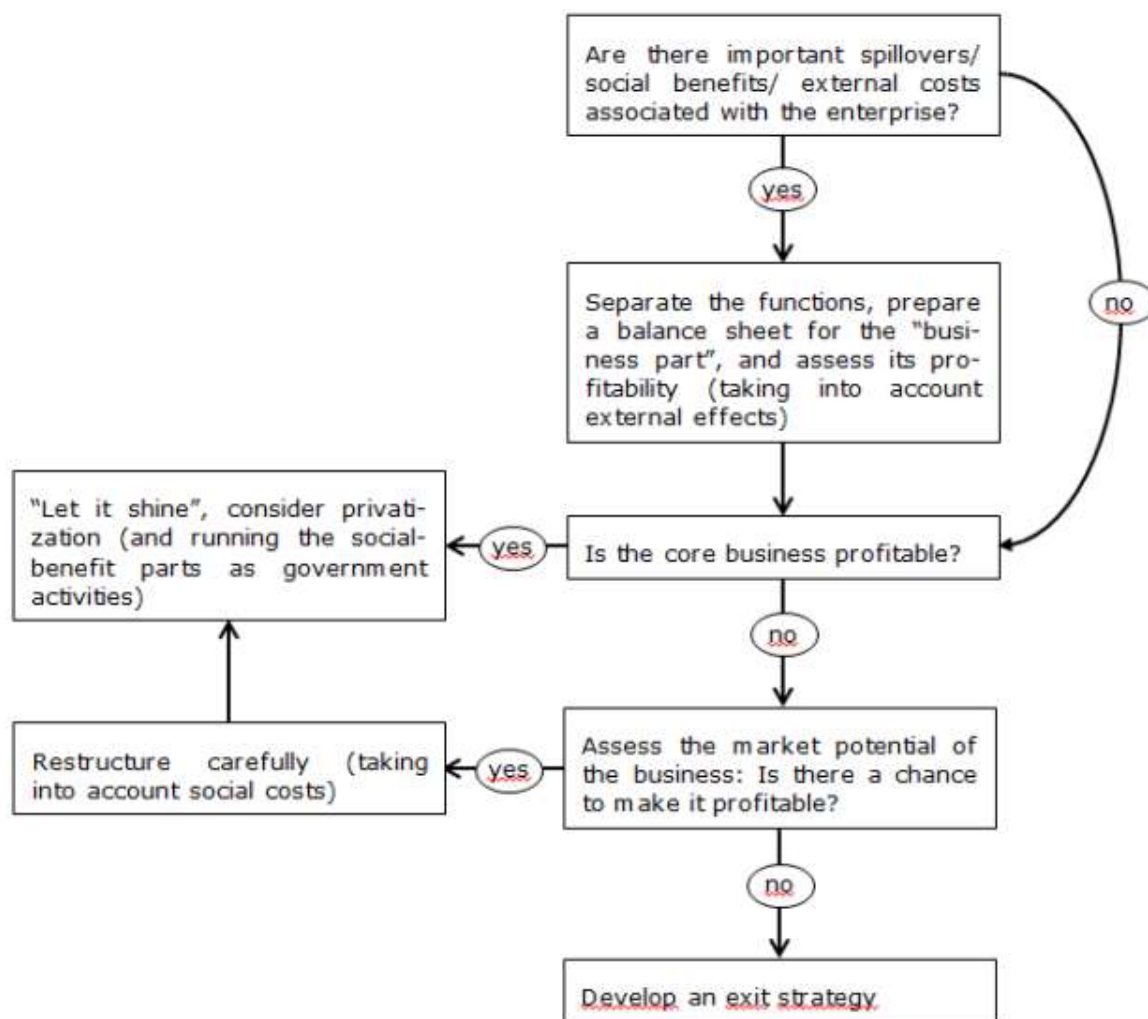 Are there important spillovers/
social benefits/ external costs
associated with the enterprise?
yes
no
Separate the functions, prepare
a balance sheet for the “busi-
ness part”, and assess its pro-
fitability (taking into account
external effects)
“Let it shine”, consider privati-
zation (and running the social-
benefit parts as government
activities)
yes
Is the core business profitable?
no
Restructure carefully (taking
into account social costs)
yes
Assess the market potential of
the business: Is there a chance
to make it profitable?
no
Develop an exit strategy